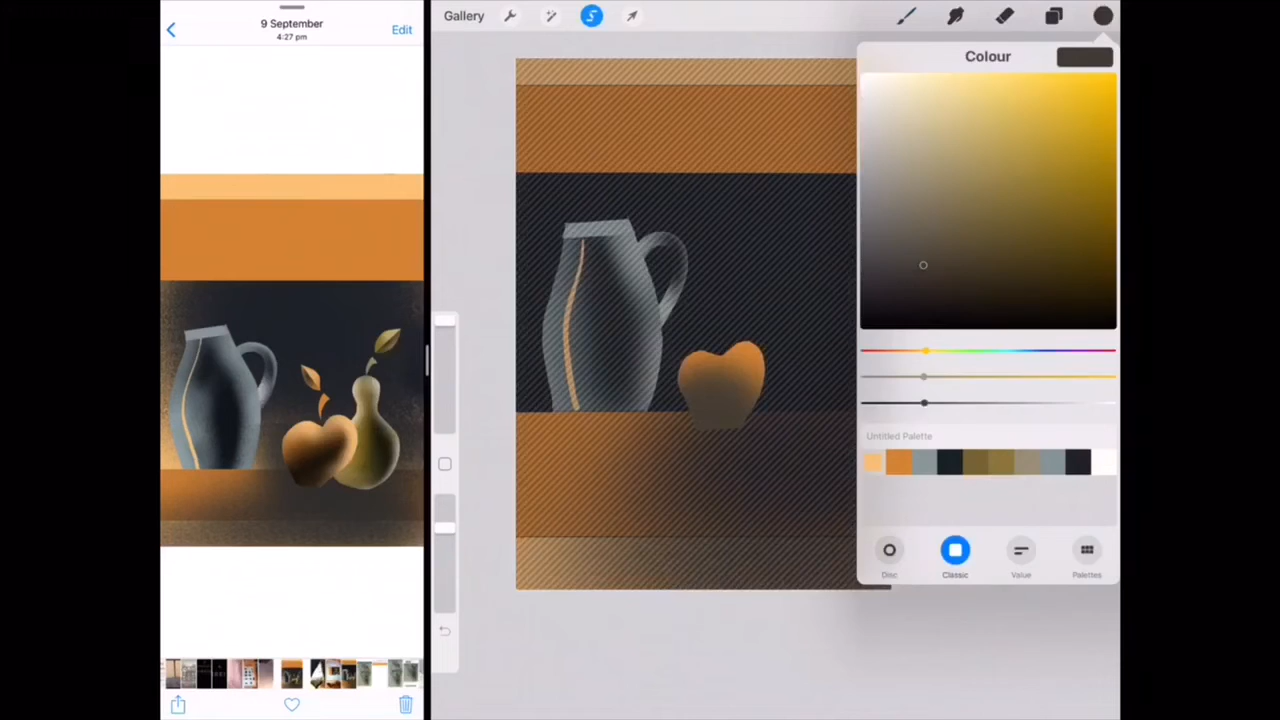 9 September
4:27 pm
Edit
Gallery
Colour
Untitled Palette
Disc
Classic
Value
Palettes